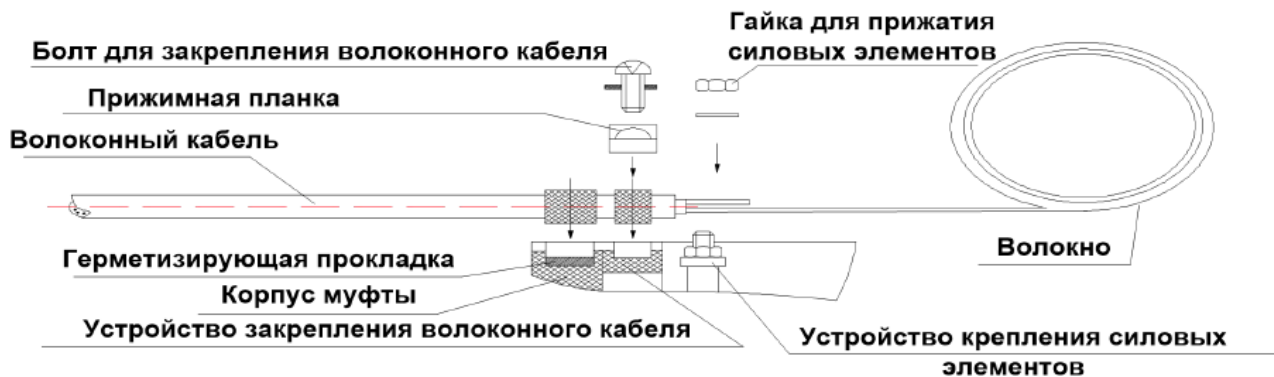 Гайка для прижатия
силовых элементов
Болт для закрепления волоконного кабеля
Прижимная планка
Волоконный кабель
Волокно
Герметизирующая прокладка
Корпус муфты
Устройство закрепления волоконного кабеля
Устройство крепления силовых
элементов